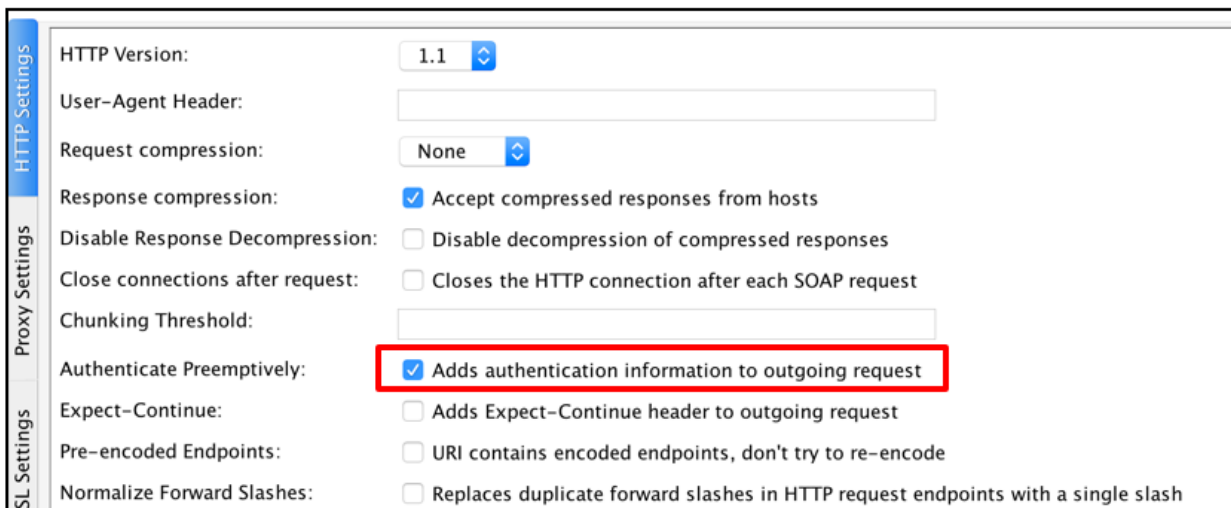 HTTP Settings
Proxy Settings
SL Settings
HTTP Version: 1.1
User-Agent Header:
Request compression: None
Response compression: Accept compressed responses from hosts
Disable Response Decompression: Disable decompression of compressed responses
Close connections after request: Closes the HTTP connection after each SOAP request
Chunking Threshold:
Authenticate Preemptively: Adds authentication information to outgoing request
Expect-Continue: Adds Expect-Continue header to outgoing request
Pre-encoded Endpoints: URI contains encoded endpoints, don't try to re-encode
Normalize Forward Slashes: Replaces duplicate forward slashes in HTTP request endpoints with a single slash